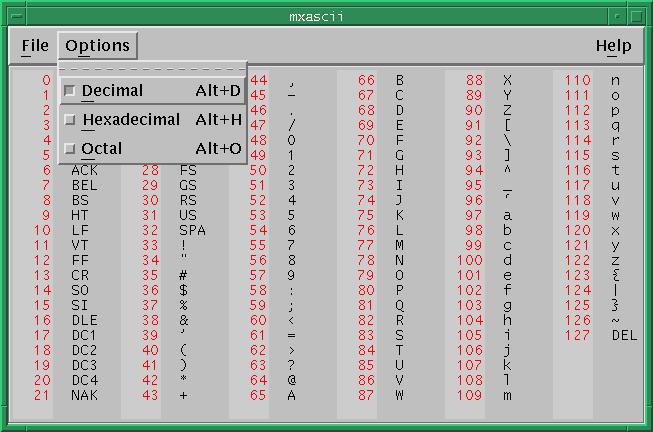 mxascii
File Options Help
0 44 , 66 B 88 X 110 n
1 Decimal Alt+D 45 – 67 C 89 Y 111 o
2 46 . 68 D 90 Z 112 p
3 Hexadecimal Alt+H 47 / 69 E 91 [ 113 q
4 48 0 70 F 92 \ 114 r
5 Octal Alt+O 49 1 71 G 93 ] 115 s
6 ACK 28 FS 50 2 72 H 94 ^ 116 t
7 BEL 29 GS 51 3 73 I 95 _ 117 u
8 BS 30 RS 52 4 74 J 96 ‘ 118 v
9 HT 31 US 53 5 75 K 97 a 119 w
10 LF 32 SPA 54 6 76 L 98 b 120 x
11 VT 33 ! 55 7 77 M 99 c 121 y
12 FF 34 " 56 8 78 N 100 d 122 z
13 CR 35 # 57 9 79 O 101 e 123 {
14 SO 36 $ 58 : 80 P 102 f 124 |
15 SI 37 % 59 ; 81 Q 103 g 125 }
16 DLE 38 & 60 < 82 R 104 h 126 ~
17 DC1 39 ’ 61 = 83 S 105 i 127 DEL
18 DC2 40 ( 62 > 84 T 106 j
19 DC3 41 ) 63 ? 85 U 107 k
20 DC4 42 * 64 @ 86 V 108 l
21 NAK 43 + 65 A 87 W 109 m